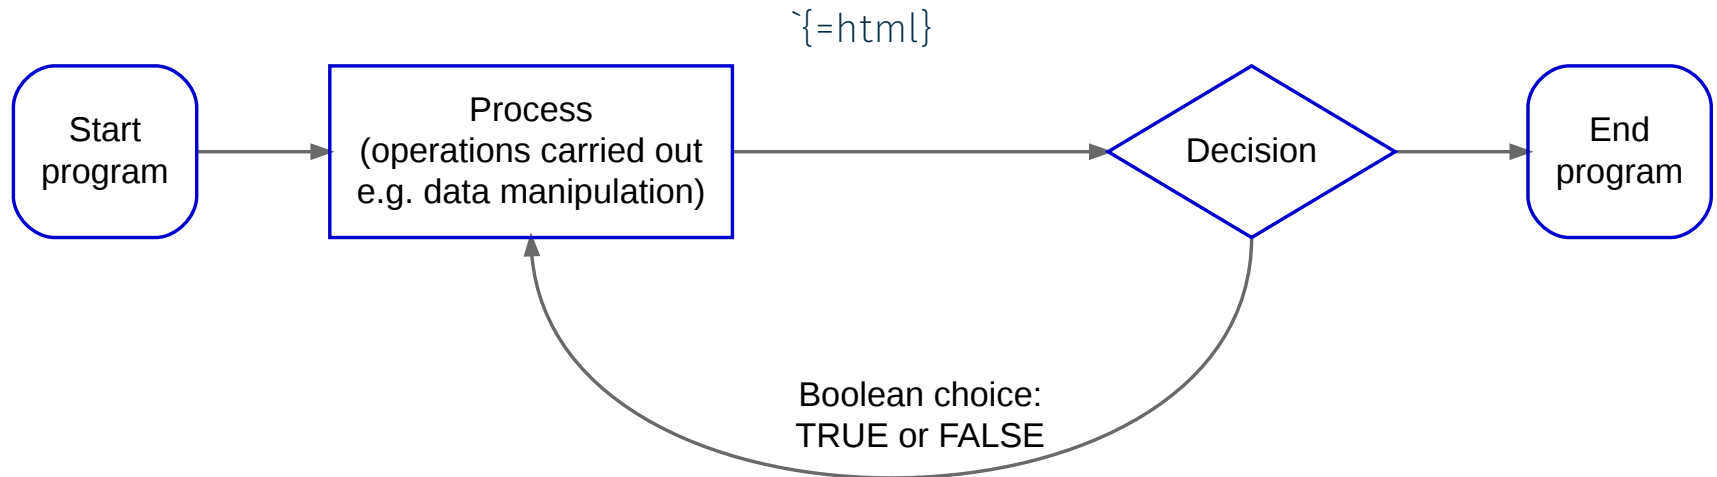 `{=html}
Start
program
Process
(operations carried out
e.g. data manipulation)
Decision
End
program
Boolean choice:
TRUE or FALSE